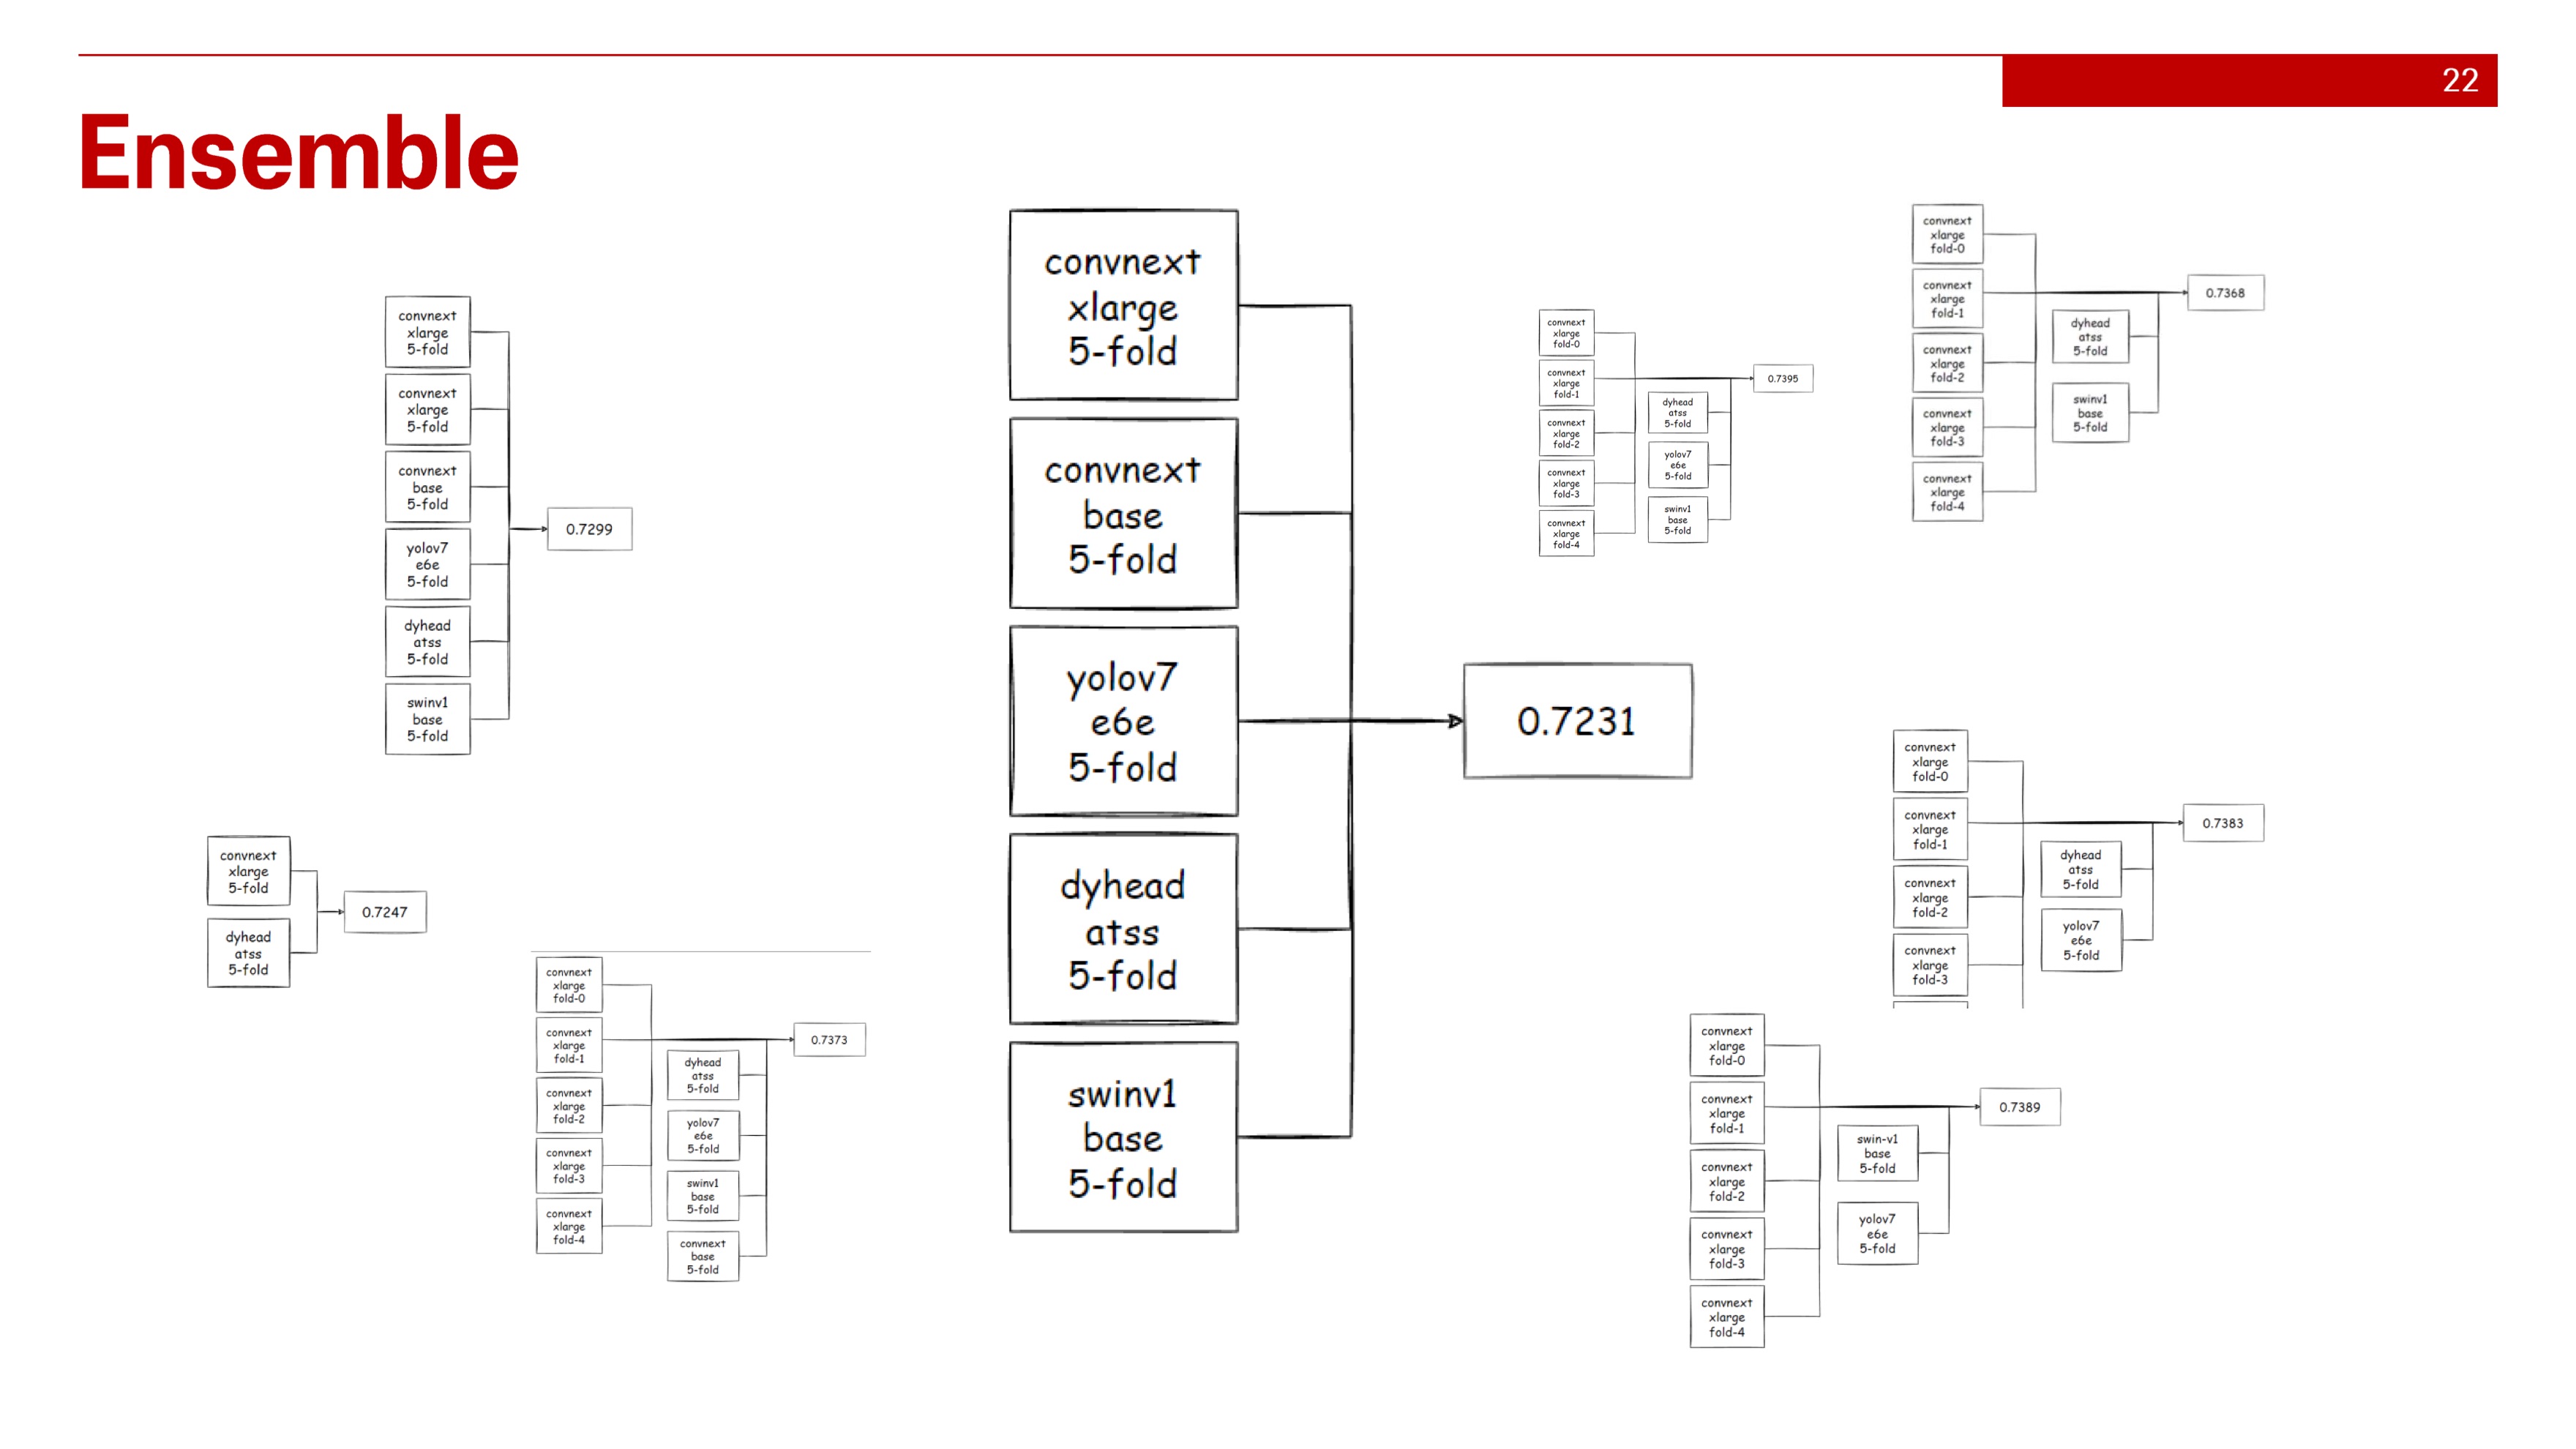 22
Ensemble
convnext
xlarge
5-fold
convnext
xlarge
5-fold
convnext
base
5-fold
yolov7
e6e
5-fold
dyhead
atss
5-fold
swinv1
base
5-fold
0.7299
convnext
xlarge
5-fold
dyhead
atss
5-fold
0.7247
convnext
xlarge
fold-0
convnext
xlarge
fold-1
convnext
xlarge
fold-2
convnext
xlarge
fold-3
convnext
xlarge
fold-4
dyhead
atss
5-fold
yolov7
e6e
5-fold
swinv1
base
5-fold
convnext
base
5-fold
0.7373
convnext
xlarge
5-fold
convnext
base
5-fold
yolov7
e6e
5-fold
dyhead
atss
5-fold
swinv1
base
5-fold
0.7231
convnext
xlarge
fold-0
convnext
xlarge
fold-1
convnext
xlarge
fold-2
convnext
xlarge
fold-3
convnext
xlarge
fold-4
dyhead
atss
5-fold
yolov7
e6e
5-fold
swinv1
base
5-fold
0.7395
convnext
xlarge
fold-0
convnext
xlarge
fold-1
convnext
xlarge
fold-2
convnext
xlarge
fold-3
convnext
xlarge
fold-4
dyhead
atss
5-fold
swinv1
base
5-fold
0.7368
convnext
xlarge
fold-0
convnext
xlarge
fold-1
convnext
xlarge
fold-2
convnext
xlarge
fold-3
dyhead
atss
5-fold
yolov7
e6e
5-fold
0.7383
convnext
xlarge
fold-0
convnext
xlarge
fold-1
convnext
xlarge
fold-2
convnext
xlarge
fold-3
convnext
xlarge
fold-4
swin-v1
base
5-fold
yolov7
e6e
5-fold
0.7389